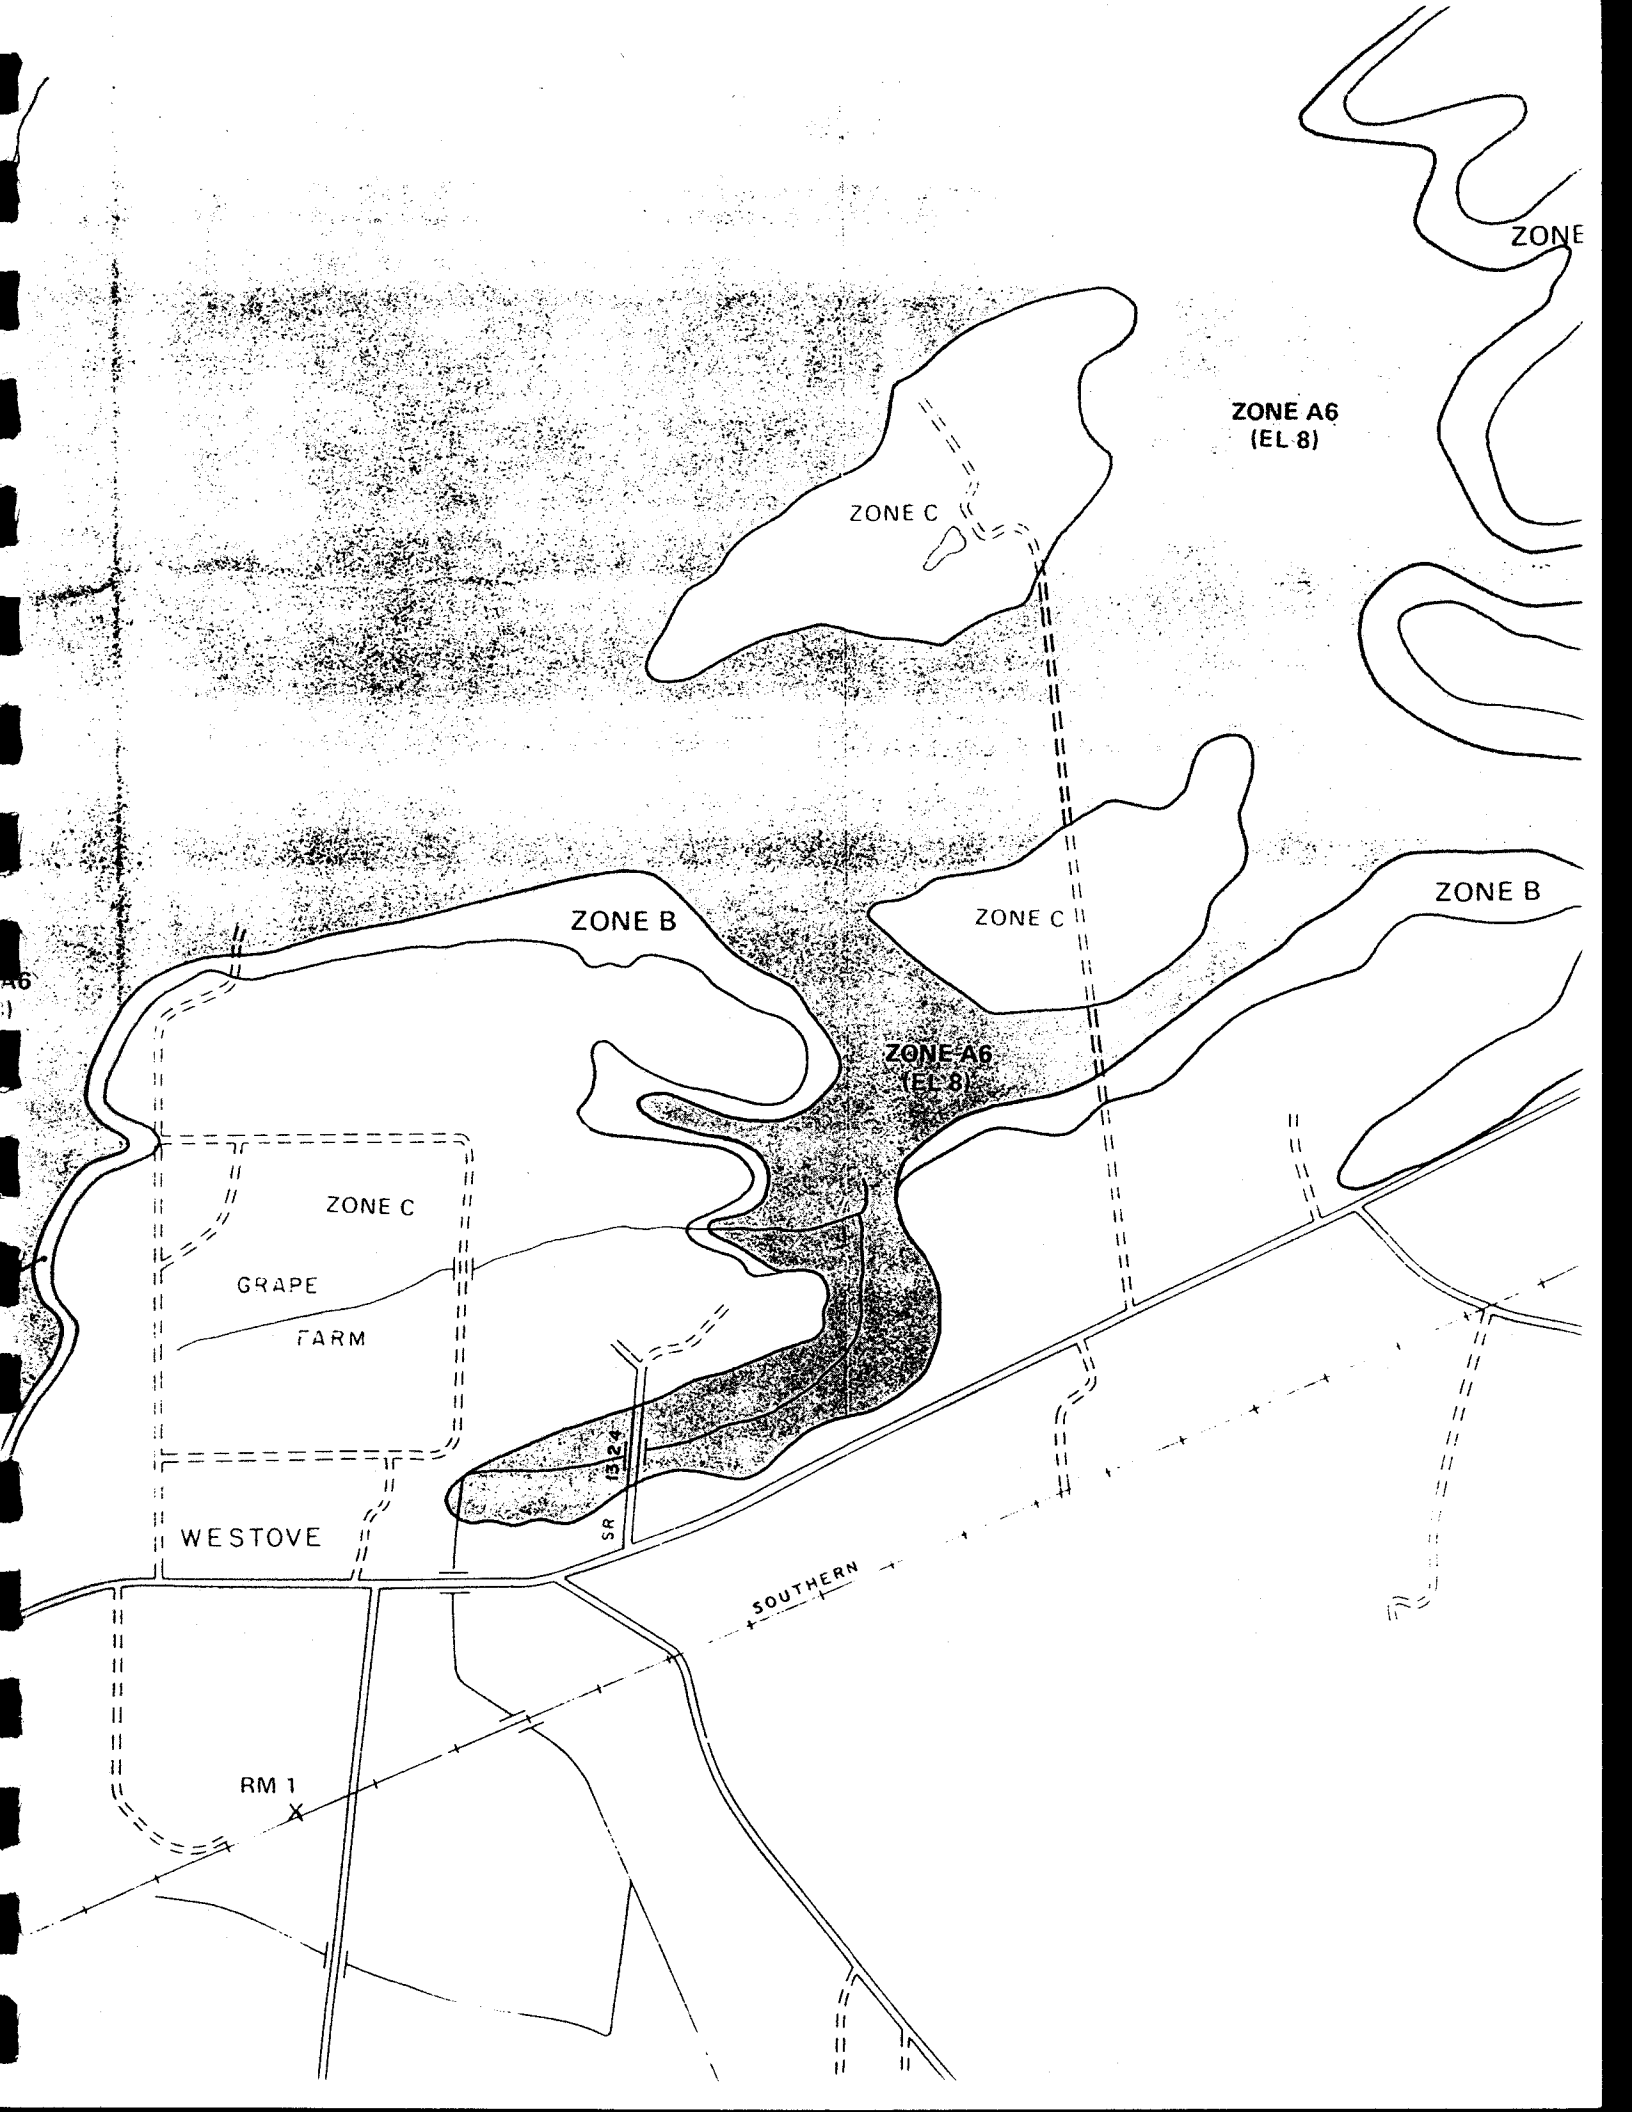 ZONE
ZONE A6
(EL 8)
ZONE C
ZONE B
ZONE B
ZONE C
A6
)
ZONE A6
(EL 8)
ZONE C
GRAPE
FARM
1324
SR
WESTOVE
SOUTHERN
RM 1
X